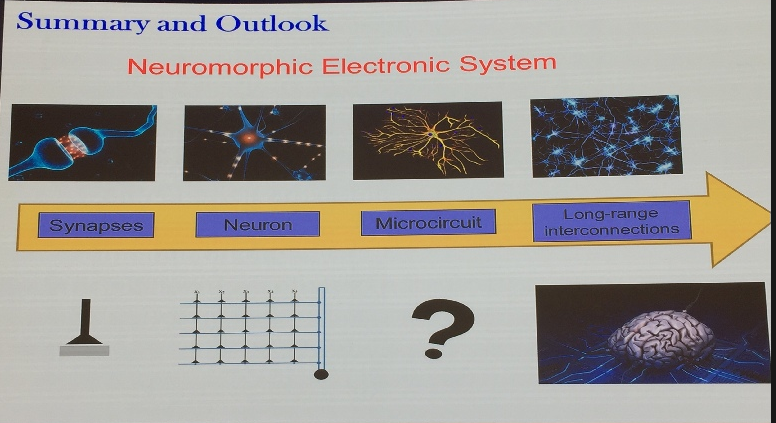 Summary and Outlook
Neuromorphic Electronic System
Synapses
Neuron
Microcircuit
Long-range
interconnections
?